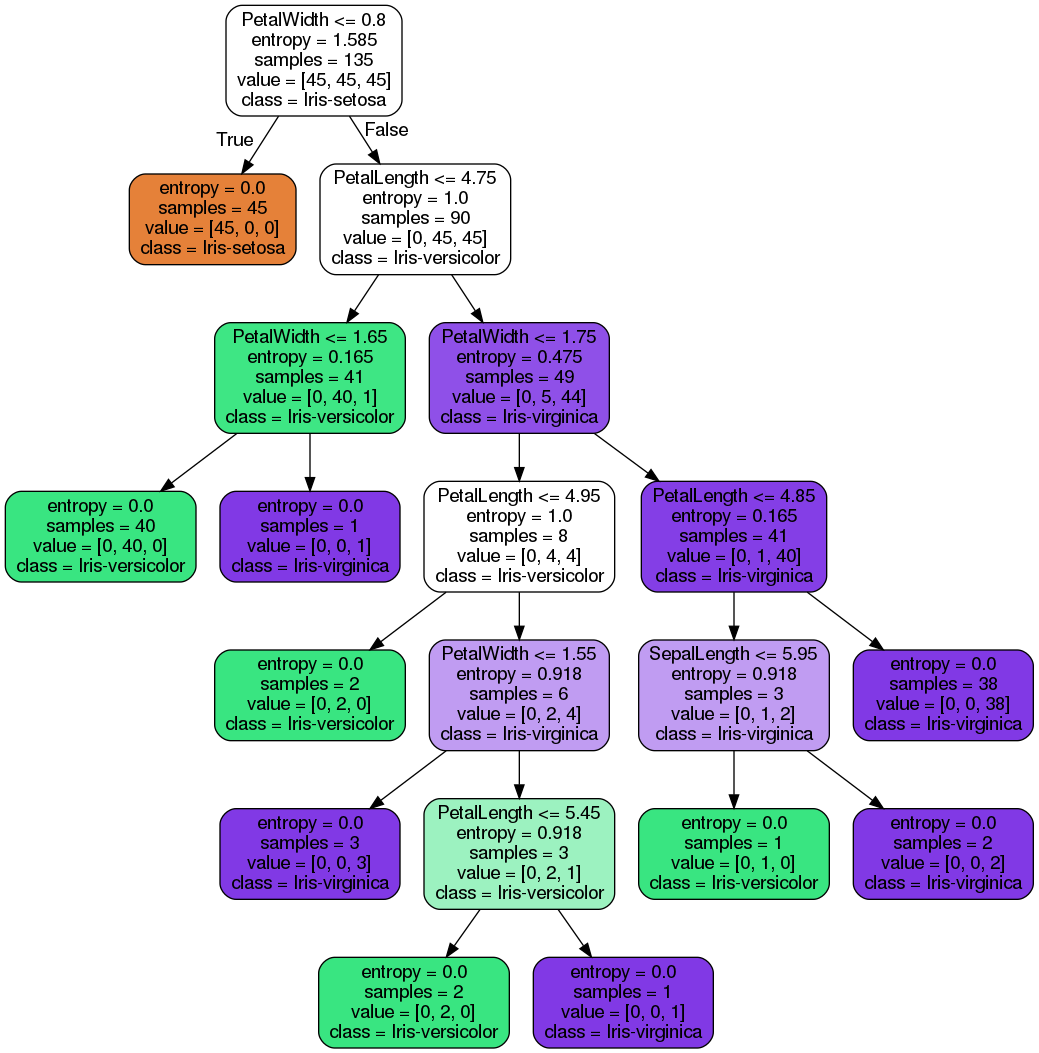 PetalWidth <= 0.8
entropy = 1.585
samples = 135
value = [45, 45, 45]
class = Iris-setosa
True
False
entropy = 0.0
samples = 45
value = [45, 0, 0]
class = Iris-setosa
PetalLength <= 4.75
entropy = 1.0
samples = 90
value = [0, 45, 45]
class = Iris-versicolor
PetalWidth <= 1.65
entropy = 0.165
samples = 41
value = [0, 40, 1]
class = Iris-versicolor
PetalWidth <= 1.75
entropy = 0.475
samples = 49
value = [0, 5, 44]
class = Iris-virginica
entropy = 0.0
samples = 40
value = [0, 40, 0]
class = Iris-versicolor
entropy = 0.0
samples = 1
value = [0, 0, 1]
class = Iris-virginica
PetalLength <= 4.95
entropy = 1.0
samples = 8
value = [0, 4, 4]
class = Iris-versicolor
PetalLength <= 4.85
entropy = 0.165
samples = 41
value = [0, 1, 40]
class = Iris-virginica
entropy = 0.0
samples = 2
value = [0, 2, 0]
class = Iris-versicolor
PetalWidth <= 1.55
entropy = 0.918
samples = 6
value = [0, 2, 4]
class = Iris-virginica
SepalLength <= 5.95
entropy = 0.918
samples = 3
value = [0, 1, 2]
class = Iris-virginica
entropy = 0.0
samples = 38
value = [0, 0, 38]
class = Iris-virginica
entropy = 0.0
samples = 3
value = [0, 0, 3]
class = Iris-virginica
PetalLength <= 5.45
entropy = 0.918
samples = 3
value = [0, 2, 1]
class = Iris-versicolor
entropy = 0.0
samples = 1
value = [0, 1, 0]
class = Iris-versicolor
entropy = 0.0
samples = 2
value = [0, 0, 2]
class = Iris-virginica
entropy = 0.0
samples = 2
value = [0, 2, 0]
class = Iris-versicolor
entropy = 0.0
samples = 1
value = [0, 0, 1]
class = Iris-virginica